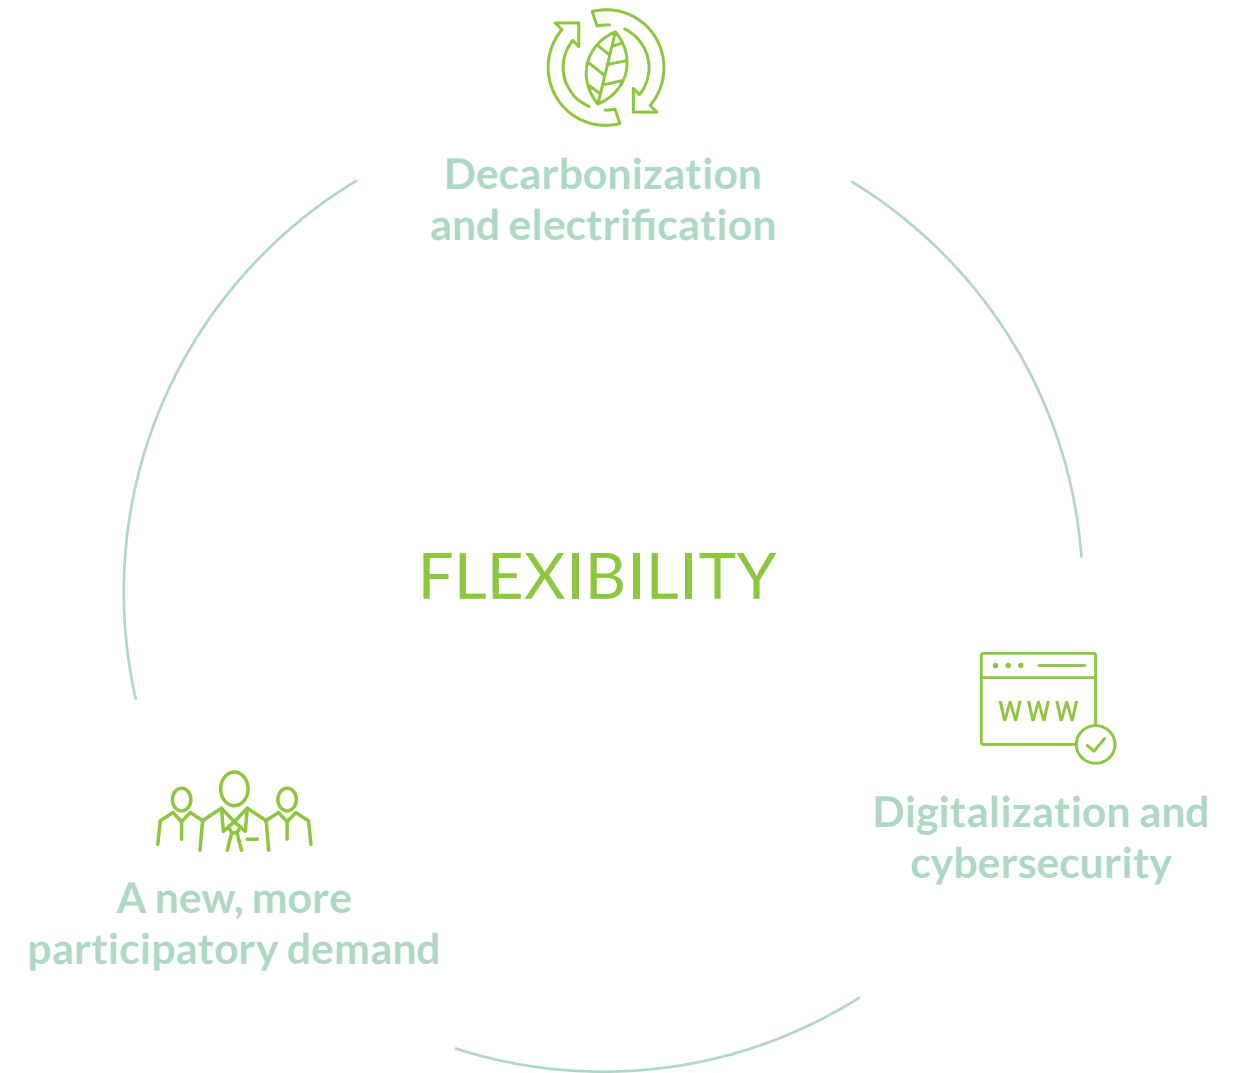 Decarbonization
and electrification
FLEXIBILITY
WWW
Digitalization and
cybersecurity
A new, more
participatory demand